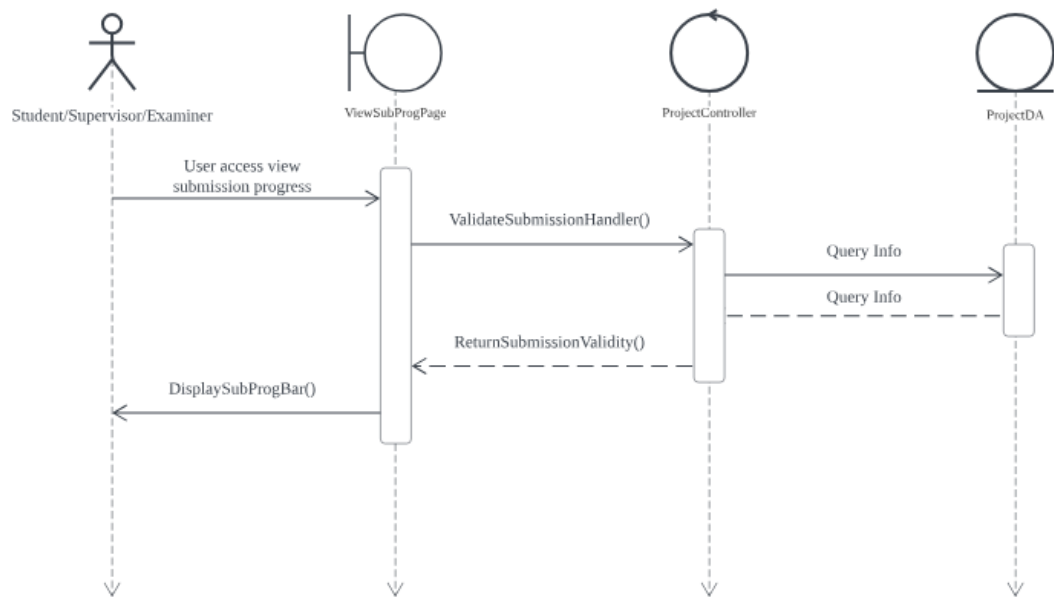 Student/Supervisor/Examiner
ViewSubProgPage
ProjectController
ProjectDA
User access view
submission progress
ValidateSubmissionHandler()
Query Info
Query Info
ReturnSubmissionValidity()
DisplaySubProgBar()